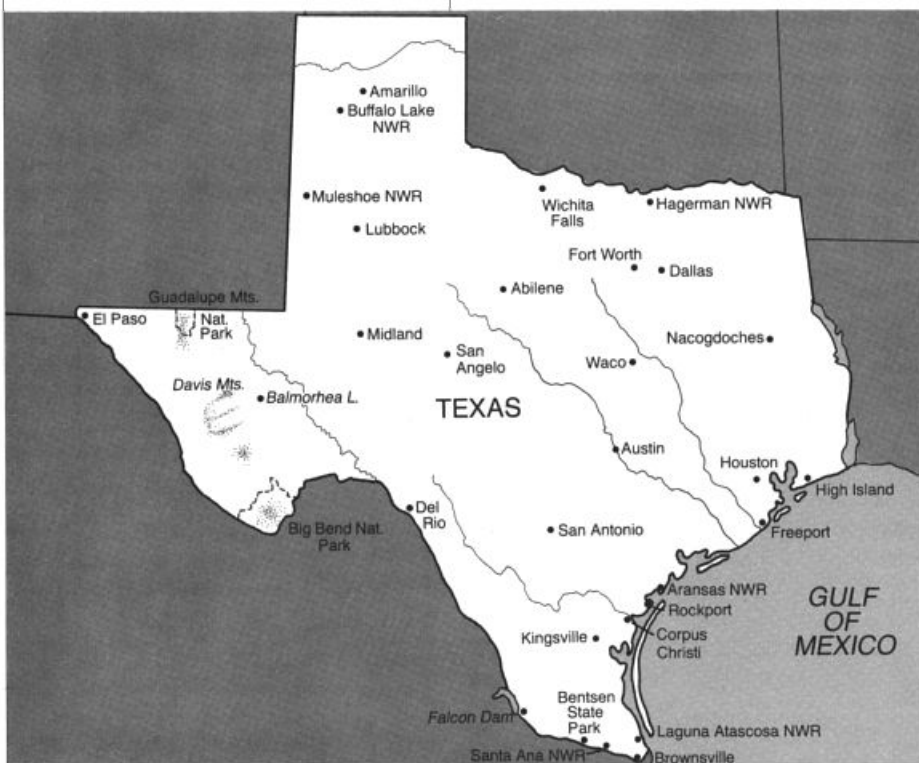 Amarillo
Buffalo Lake
NWR
Muleshoe NWR
Lubbock
Wichita
Falls
Hagerman NWR
Fort Worth
Dallas
Abilene
Guadalupe Mts.
Nat.
Park
El Paso
Midland
San
Angelo
Nacogdoches
Waco
Davis Mts.
Balmorhea L.
TEXAS
Austin
Houston
High Island
Del
Rio
Big Bend Nat.
Park
San Antonio
Freeport
Aransas NWR
Rockport
GULF
OF
MEXICO
Kingsville
Corpus
Christi
Bentsen
State
Park
Falcon Dam
Laguna Atascosa NWR
Santa Ana NWR
Brownsville